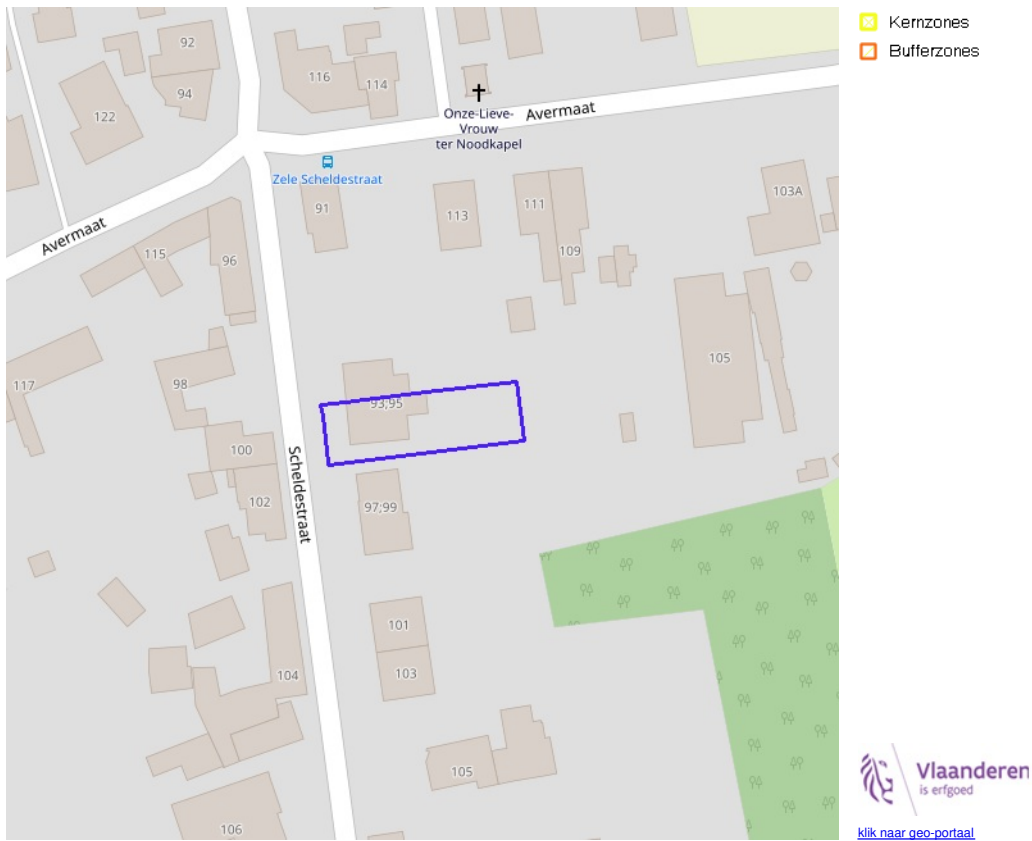 Kernzones
Bufferzones
92
94
122
116
114
Onze-Lieve-
Vrouw
ter Noodkapel
Avermaat
Zele Scheldestraat
91
113
111
109
103A
Avermaat
115
96
117
98
93;95
105
100
102
Scheldestraat
97;99
101
103
104
105
106
Vlaanderen
is erfgoed
klik naar geo-portaal